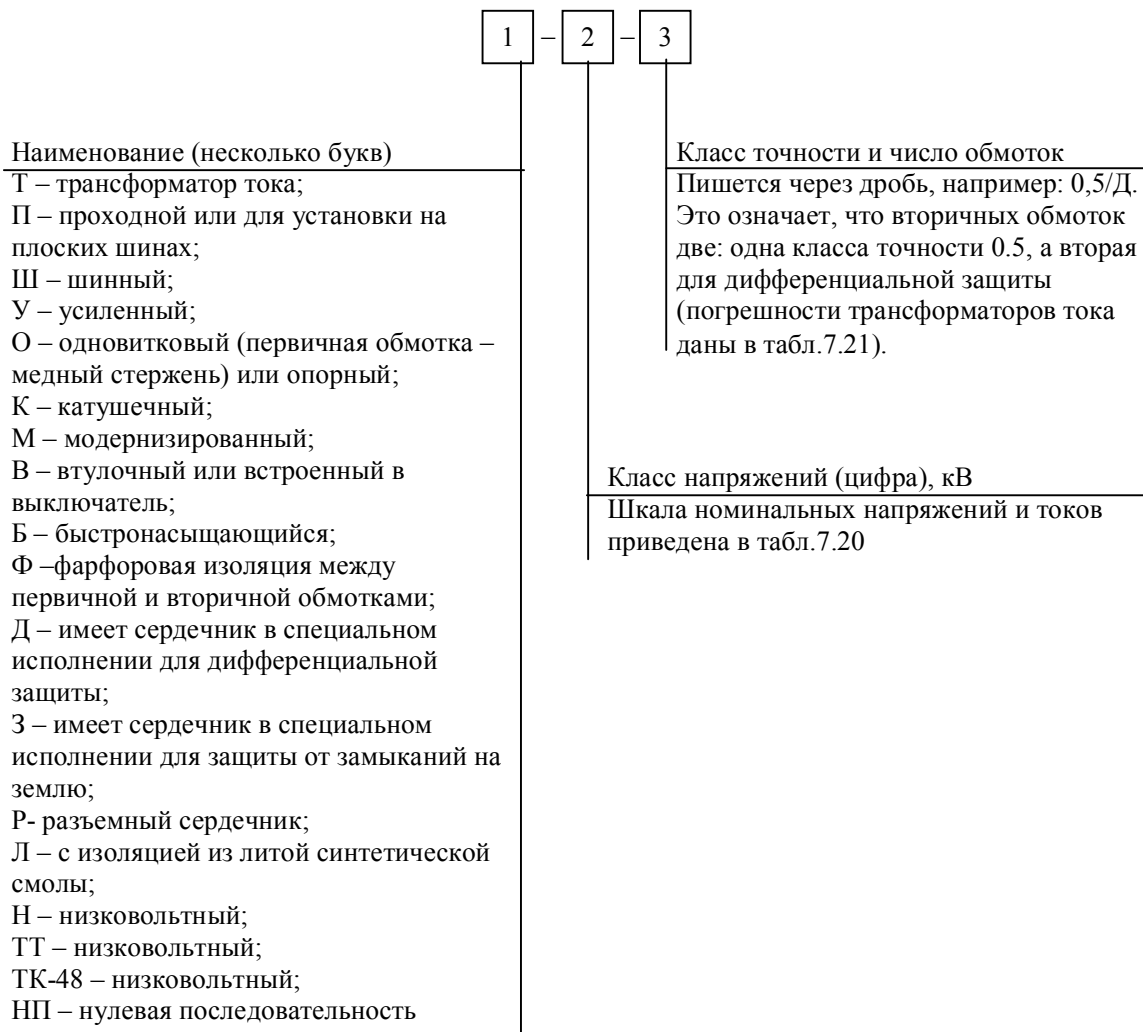 1 – 2 – 3
Наименование (несколько букв)
Т – трансформатор тока;
П – проходной или для установки на
плоских шинах;
Ш – шинный;
У – усиленный;
О – одновитковый (первичная обмотка –
медный стержень) или опорный;
К – катушечный;
М – модернизированный;
В – втулочный или встроенный в
выключатель;
Б – быстронасыщающийся;
Ф –фарфоровая изоляция между
первичной и вторичной обмотками;
Д – имеет сердечник в специальном
исполнении для дифференциальной
защиты;
З – имеет сердечник в специальном
исполнении для защиты от замыканий на
землю;
Р- разъемный сердечник;
Л – с изоляцией из литой синтетической
смолы;
Н – низковольтный;
ТТ – низковольтный;
ТК-48 – низковольтный;
НП – нулевая последовательность
Класс точности и число обмоток
Пишется через дробь, например: 0,5/Д.
Это означает, что вторичных обмоток
две: одна класса точности 0.5, а вторая
для дифференциальной защиты
(погрешности трансформаторов тока
даны в табл.7.21).
Класс напряжений (цифра), кВ
Шкала номинальных напряжений и токов
приведена в табл.7.20